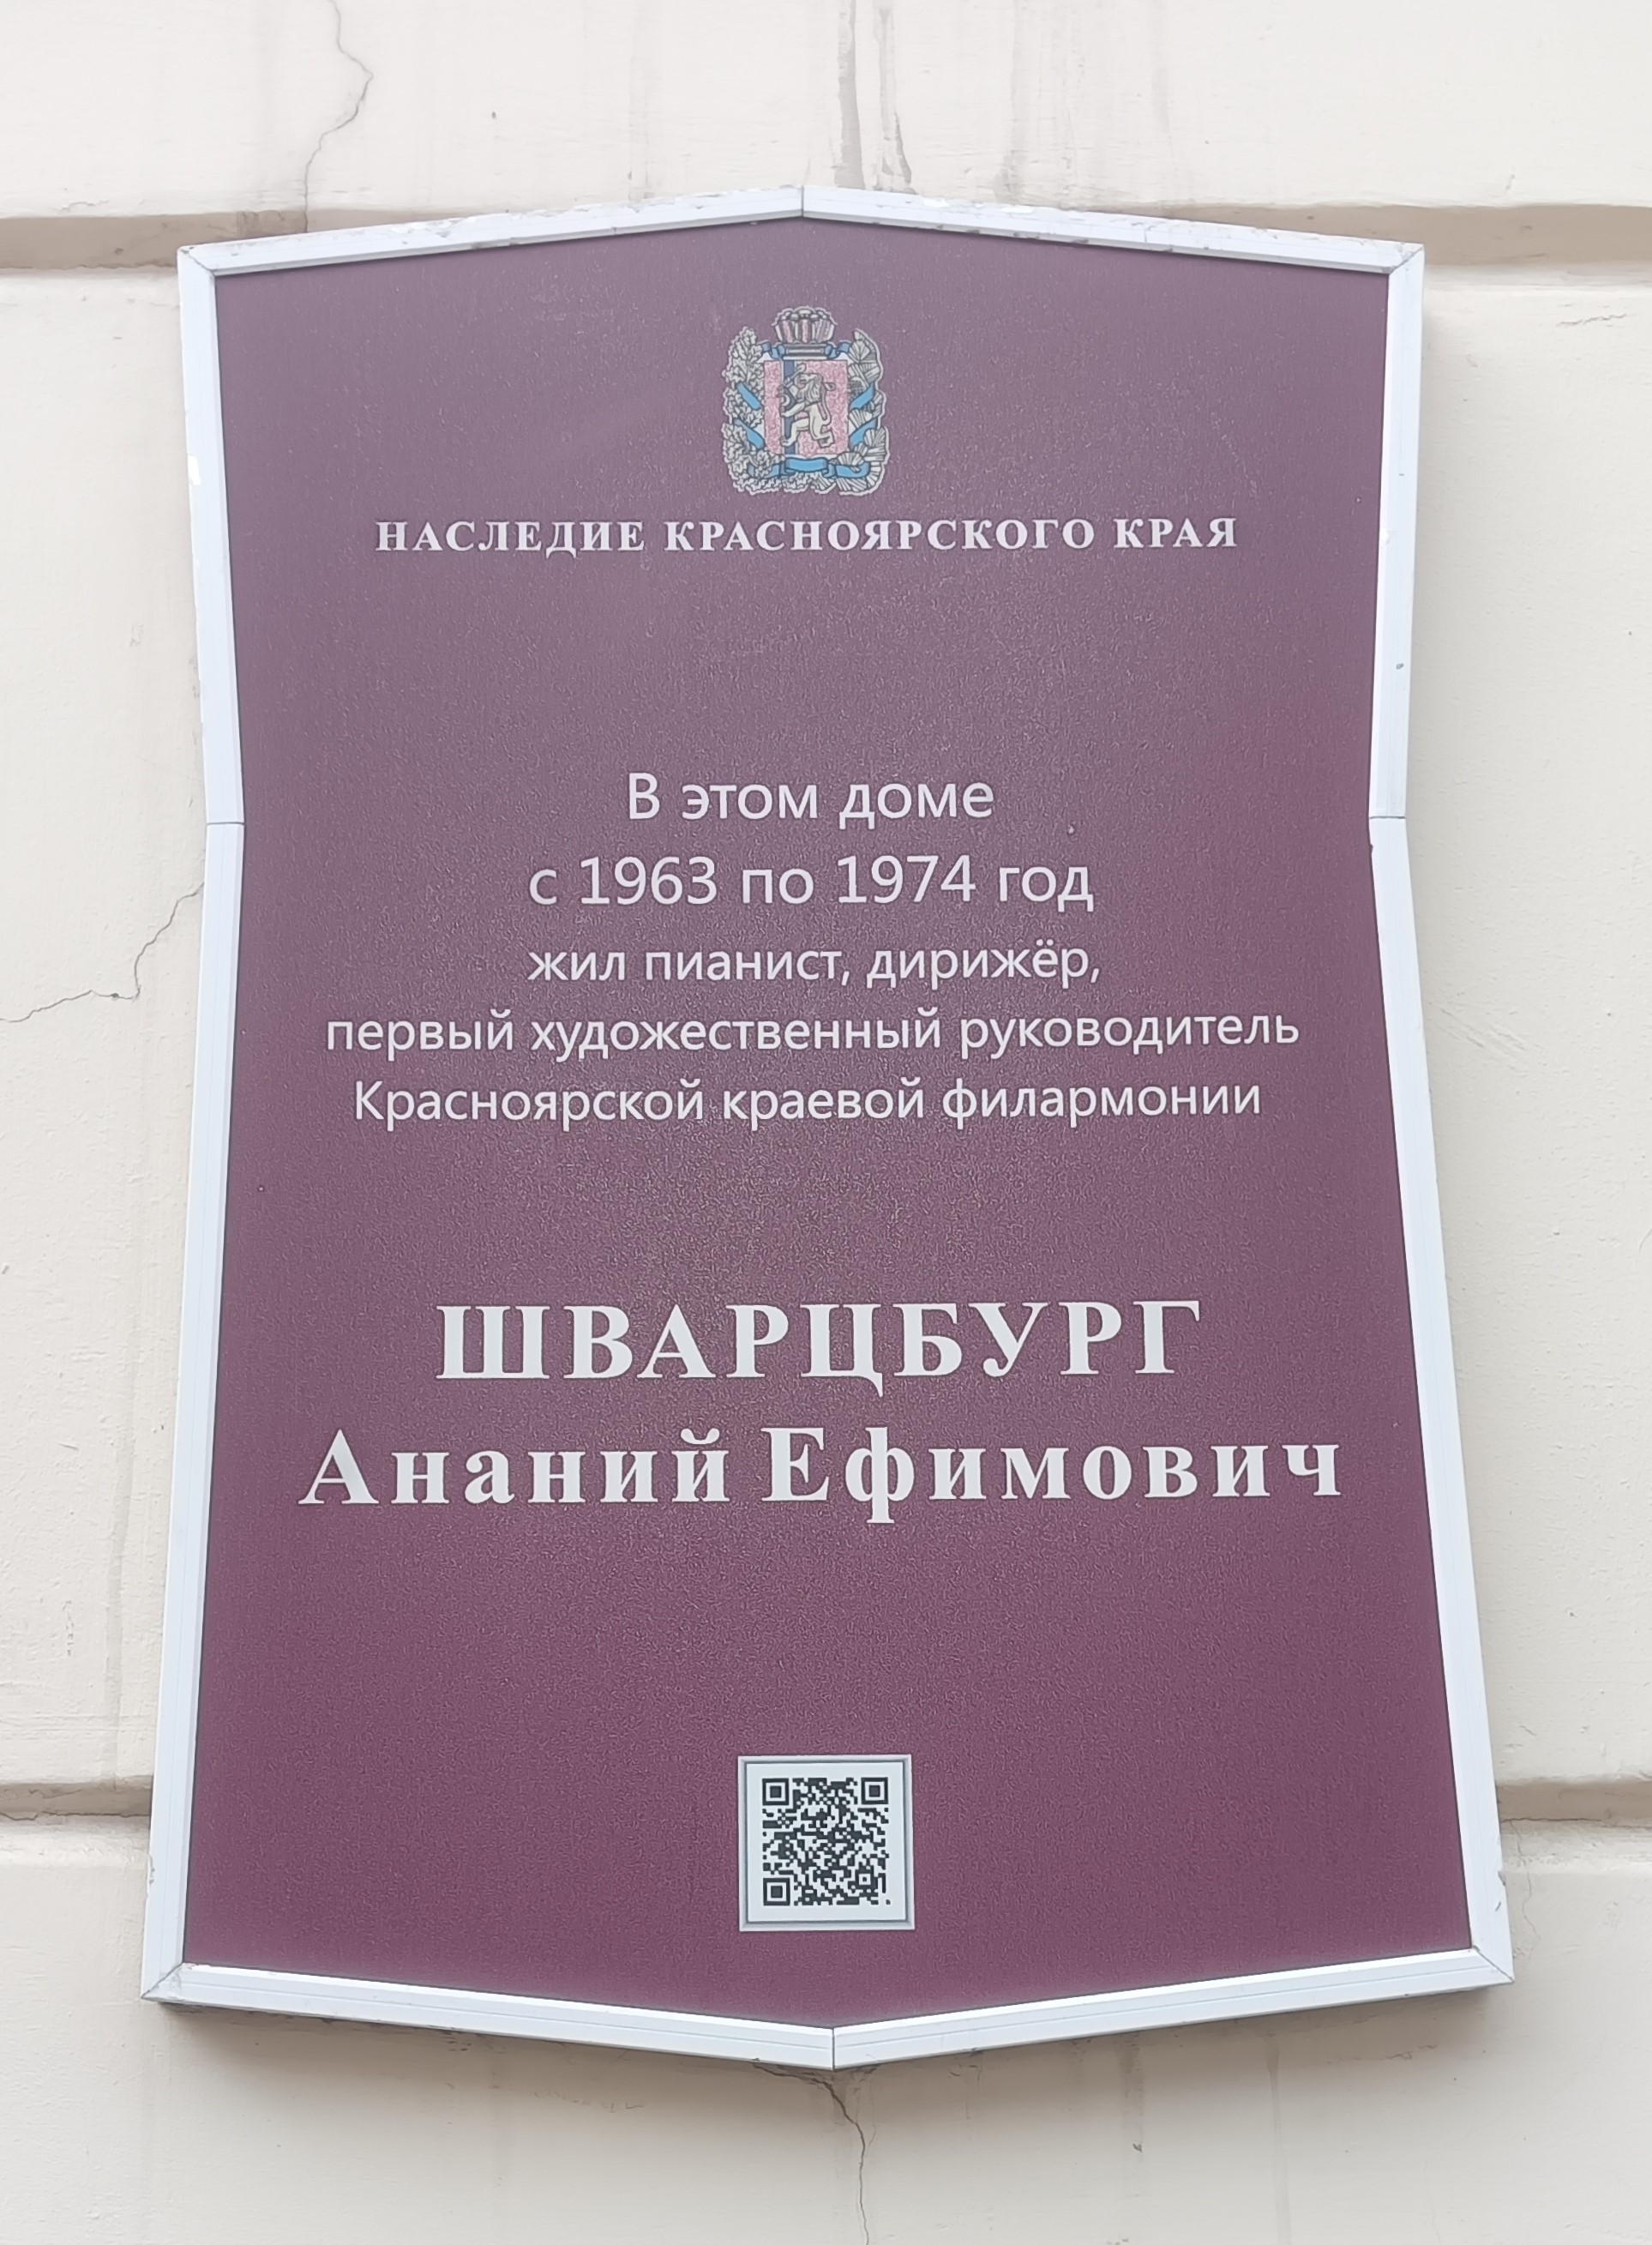 НАСЛЕДИЕ КРАСНОЯРСКОГО КРАЯ
В этом доме
с 1963 по 1974 год
жил пианист, дирижёр,
первый художественный руководитель
Красноярской краевой филармонии
ШВАРЦБУРГ
Ананий Ефимович